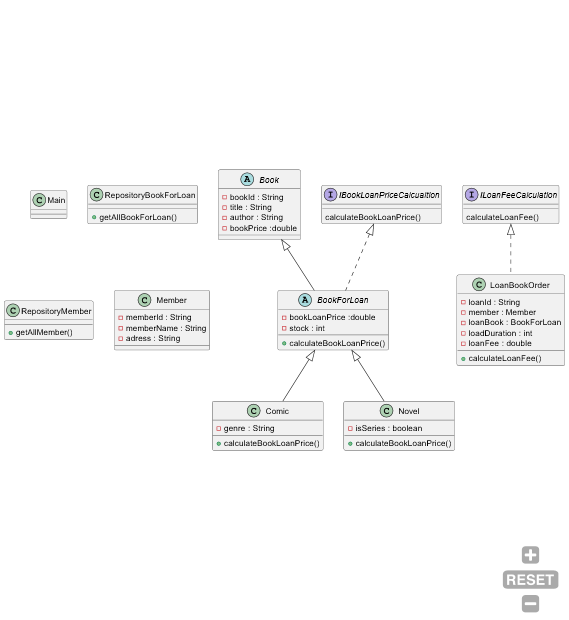 C Main
C RepositoryBookForLoan
getAllBookForLoan()
A Book
bookId : String
title : String
author : String
bookPrice :double
I IBookLoanPriceCalcualtion
calculateBookLoanPrice()
I ILoanFeeCalculation
calculateLoanFee()
C RepositoryMember
getAllMember()
C Member
memberId : String
memberName : String
adress : String
A BookForLoan
bookLoanPrice :double
stock : int
calculateBookLoanPrice()
C LoanBookOrder
loanId : String
member : Member
loanBook : BookForLoan
loadDuration : int
loanFee : double
calculateLoanFee()
C Comic
genre : String
calculateBookLoanPrice()
C Novel
isSeries : boolean
calculateBookLoanPrice()
+
RESET
−